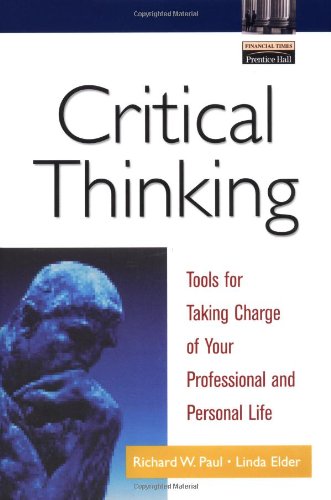 FINANCIAL TIMES
Prentice Hall
Critical
Thinking
Tools for
Taking Charge
of Your
Professional and
Personal Life
Richard W. Paul • Linda Elder
Copyrighted Material
Copyrighted Material